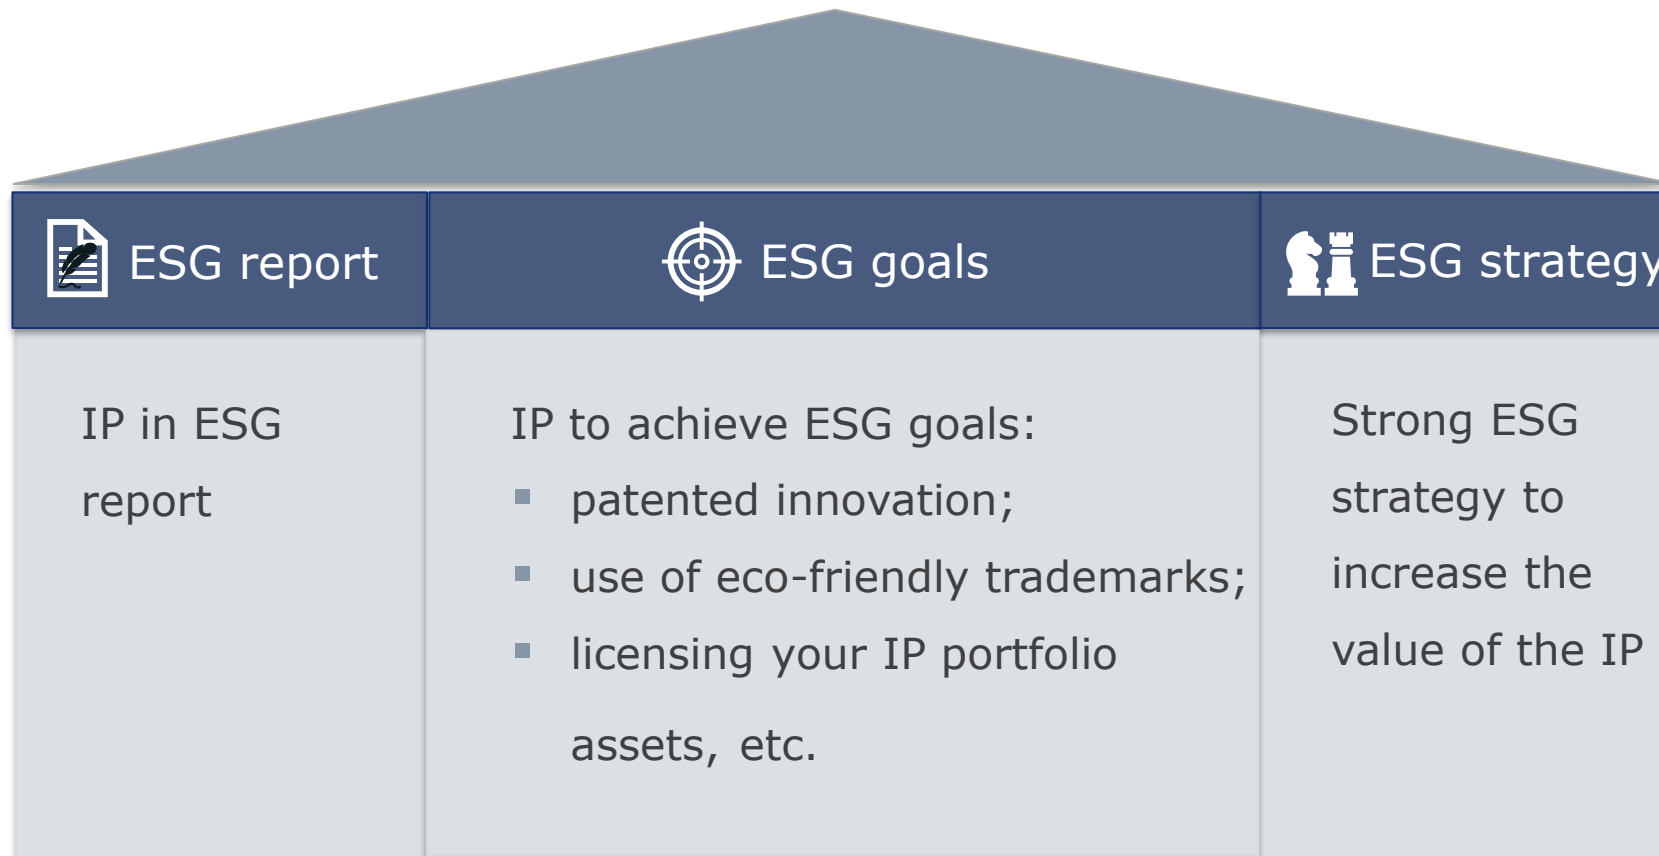 ESG report
ESG goals
ESG strategy
IP in ESG
report
IP to achieve ESG goals:
▪ patented innovation;
▪ use of eco-friendly trademarks;
▪ licensing your IP portfolio
assets, etc.
Strong ESG
strategy to
increase the
value of the IP